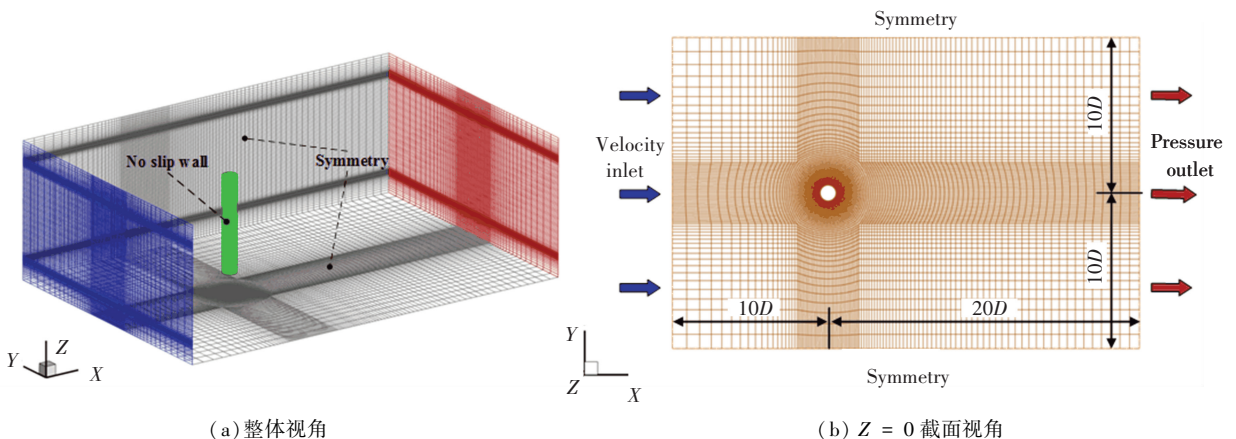 No slip wall
Symmetry
Y
Z
X
(a)整体视角
Symmetry
Velocity
inlet
Pressure
outlet
10D
10D
10D
20D
Y
Z
X
Symmetry
(b) Z = 0 截面视角